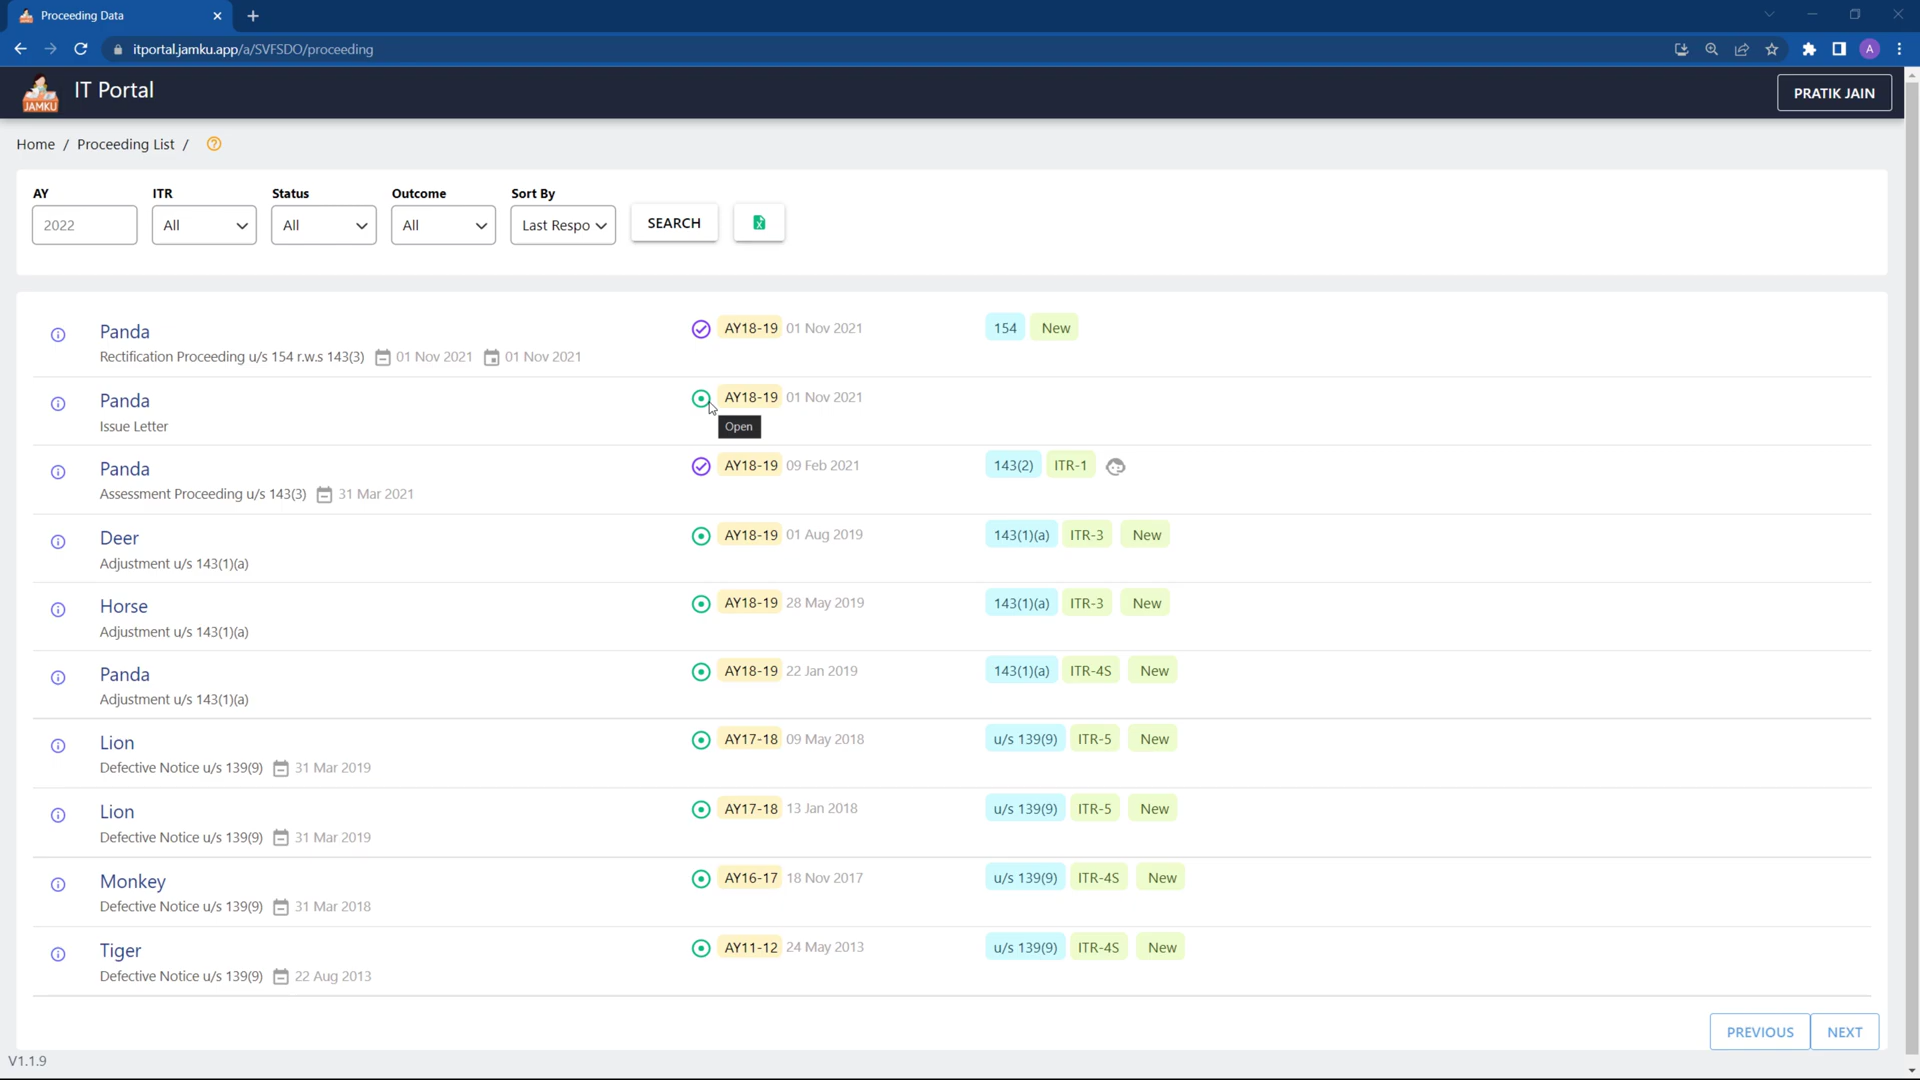 Proceeding Data
itportal.jamku.app/a/SVFSDO/proceeding
A
JAMKU
IT Portal
PRATIK JAIN
Home / Proceeding List /
AY ITR Status Outcome Sort By
2022 All All All Last Respo SEARCH
Panda AY18-19 01 Nov 2021 154 New
Rectification Proceeding u/s 154 r.w.s 143(3) 01 Nov 2021 01 Nov 2021
Panda AY18-19 01 Nov 2021
Issue Letter Open
Panda AY18-19 09 Feb 2021 143(2) ITR-1
Assessment Proceeding u/s 143(3) 31 Mar 2021
Deer AY18-19 01 Aug 2019 143(1)(a) ITR-3 New
Adjustment u/s 143(1)(a)
Horse AY18-19 28 May 2019 143(1)(a) ITR-3 New
Adjustment u/s 143(1)(a)
Panda AY18-19 22 Jan 2019 143(1)(a) ITR-4S New
Adjustment u/s 143(1)(a)
Lion AY17-18 09 May 2018 u/s 139(9) ITR-5 New
Defective Notice u/s 139(9) 31 Mar 2019
Lion AY17-18 13 Jan 2018 u/s 139(9) ITR-5 New
Defective Notice u/s 139(9) 31 Mar 2019
Monkey AY16-17 18 Nov 2017 u/s 139(9) ITR-4S New
Defective Notice u/s 139(9) 31 Mar 2018
Tiger AY11-12 24 May 2013 u/s 139(9) ITR-4S New
Defective Notice u/s 139(9) 22 Aug 2013
PREVIOUS NEXT
V1.1.9